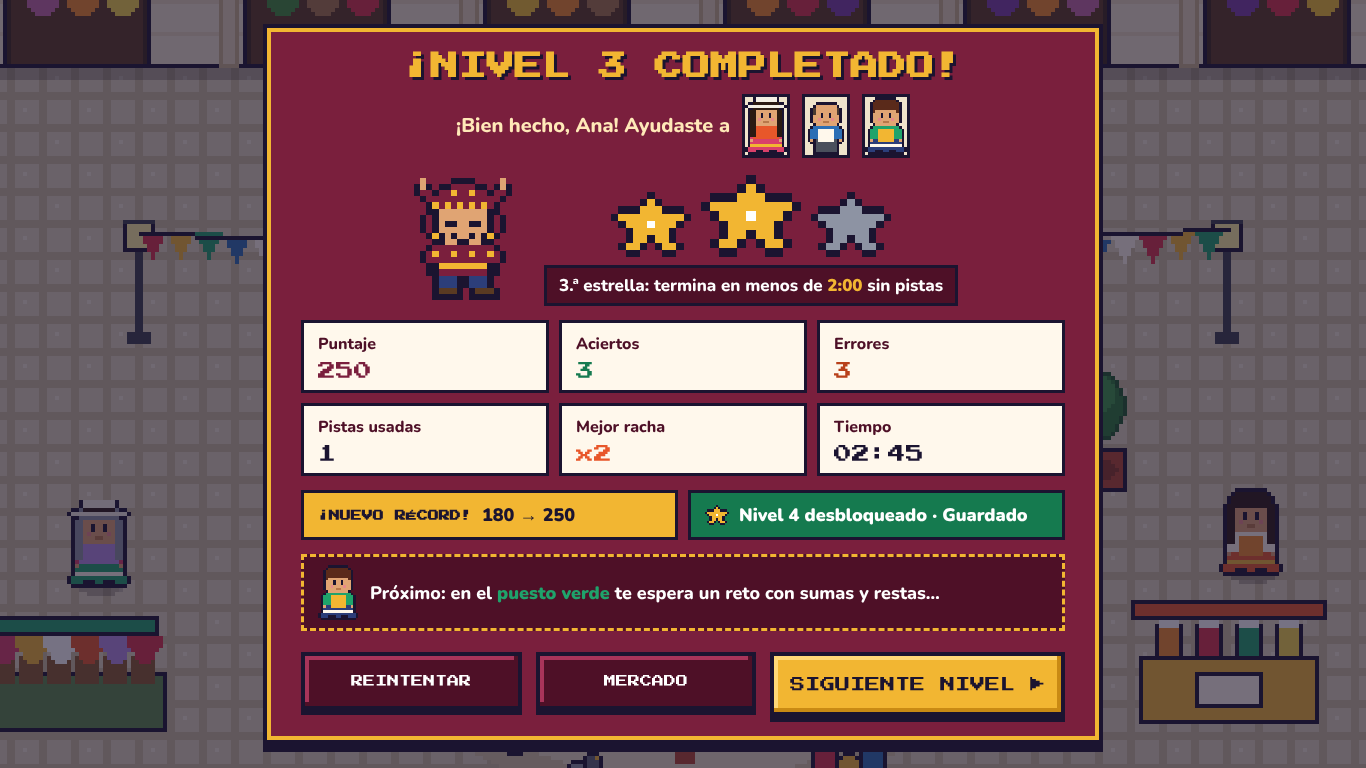 ¡NIVEL 3 COMPLETADO!
¡Bien hecho, Ana! Ayudaste a
3.ª estrella: termina en menos de 2:00 sin pistas
Puntaje
250
Aciertos
3
Errores
3
Pistas usadas
1
Mejor racha
x2
Tiempo
02:45
¡NUEVO RÉCORD! 180 → 250
Nivel 4 desbloqueado · Guardado
Próximo: en el puesto verde te espera un reto con sumas y restas...
REINTENTAR
MERCADO
SIGUIENTE NIVEL ▶